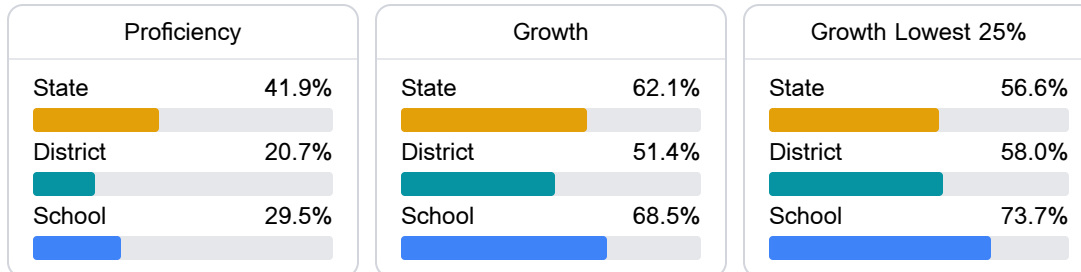 Proficiency
State 41.9%
District 20.7%
School 29.5%
Growth
State 62.1%
District 51.4%
School 68.5%
Growth Lowest 25%
State 56.6%
District 58.0%
School 73.7%